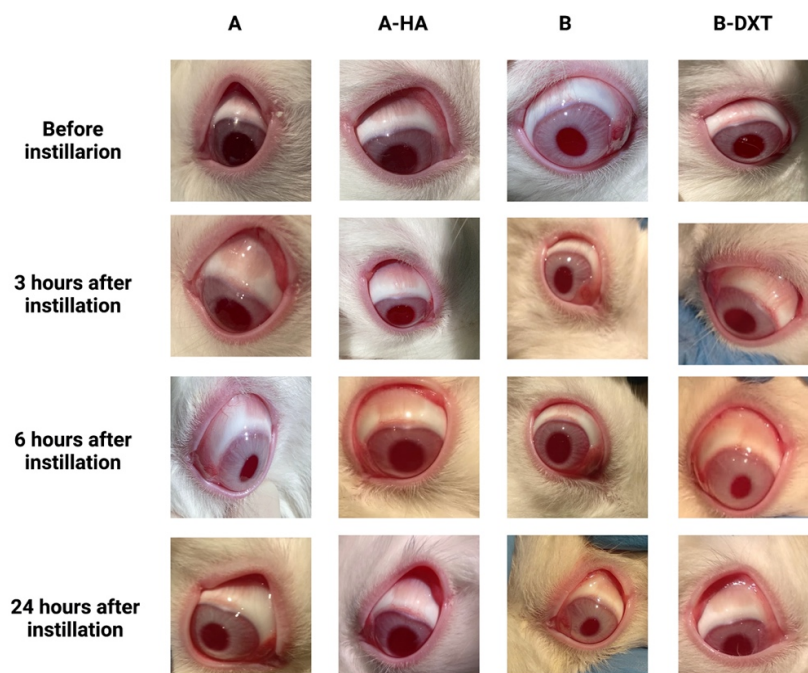 A A-HA B B-DXT
Before
instillarion
3 hours after
instillation
6 hours after
instillation
24 hours after
instillation